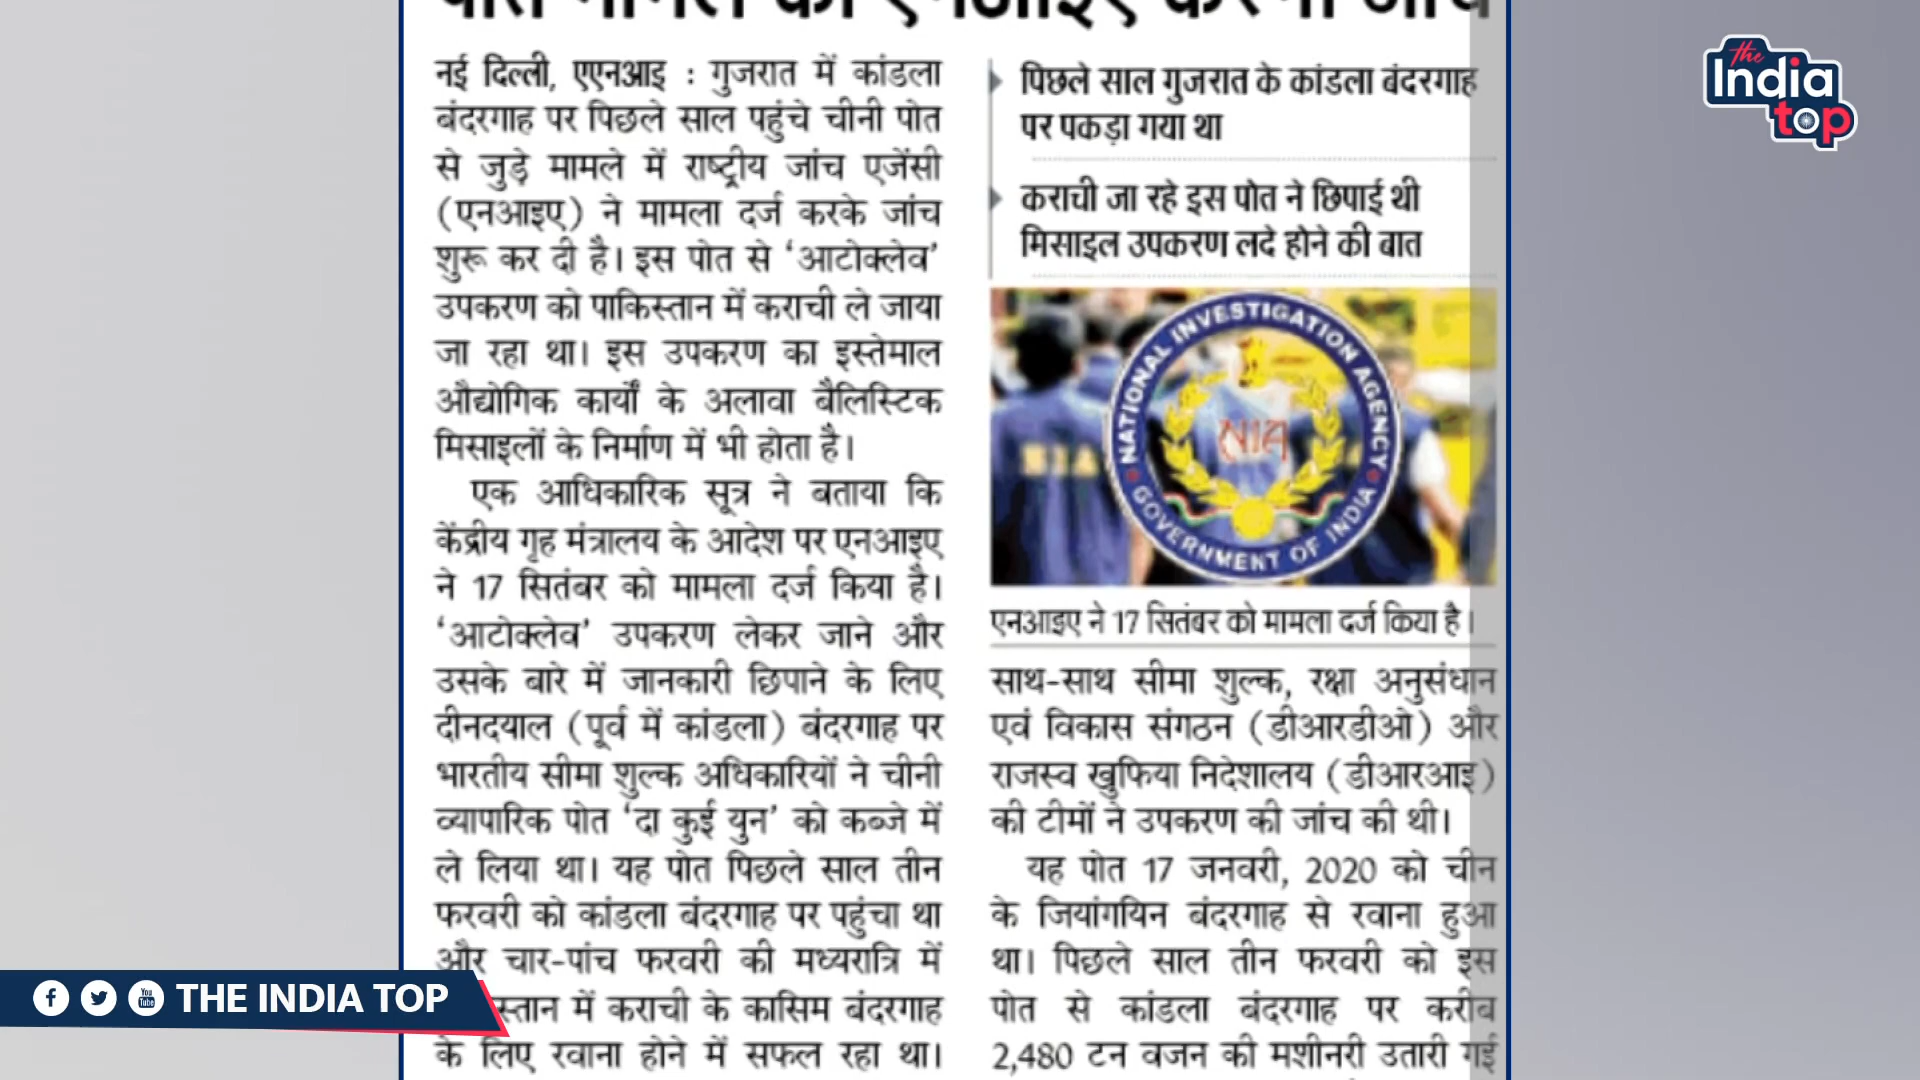 नई दिल्ली, एएनआइ : गुजरात में कांडला
बंदरगाह पर पिछले साल पहुंचे चीनी पोत
से जुड़े मामले में राष्ट्रीय जांच एजेंसी
(एनआइए) ने मामला दर्ज करके जांच
शुरू कर दी है। इस पोत से ‘आटोक्लेव’
उपकरण को पाकिस्तान में कराची ले जाया
जा रहा था। इस उपकरण का इस्तेमाल
औद्योगिक कार्यों के अलावा बैलिस्टिक
मिसाइलों के निर्माण में भी होता है।
एक आधिकारिक सूत्र ने बताया कि
केंद्रीय गृह मंत्रालय के आदेश पर एनआइए
ने 17 सितंबर को मामला दर्ज किया है।
‘आटोक्लेव’ उपकरण लेकर जाने और
उसके बारे में जानकारी छिपाने के लिए
दीनदयाल (पूर्व में कांडला) बंदरगाह पर
भारतीय सीमा शुल्क अधिकारियों ने चीनी
व्यापारिक पोत ‘दा कुई युन’ को कब्जे में
ले लिया था। यह पोत पिछले साल तीन
फरवरी को कांडला बंदरगाह पर पहुंचा था
और चार-पांच फरवरी की मध्यरात्रि में
में कराची के कासिम बंदरगाह
के लिए रवाना होने में सफल रहा था।
पिछले साल गुजरात के कांडला बंदरगाह
पर पकड़ा गया था
कराची जा रहे इस पोत ने छिपाई थी
मिसाइल उपकरण लदे होने की बात
NATIONAL INVESTIGATION AGENCY
NIA
GOVERNMENT OF INDIA
NIA
एनआइए ने 17 सितंबर को मामला दर्ज किया है।
साथ-साथ सीमा शुल्क, रक्षा अनुसंधान
एवं विकास संगठन (डीआरडीओ) और
राजस्व खुफिया निदेशालय (डीआरआइ)
की टीमों ने उपकरण की जांच की थी।
यह पोत 17 जनवरी, 2020 को चीन
के जियांगयिन बंदरगाह से रवाना हुआ
था। पिछले साल तीन फरवरी को इस
पोत से कांडला बंदरगाह पर करीब
2,480 टन वजन की मशीनरी उतारी गई
the
India
top
You
Tube
THE INDIA TOP